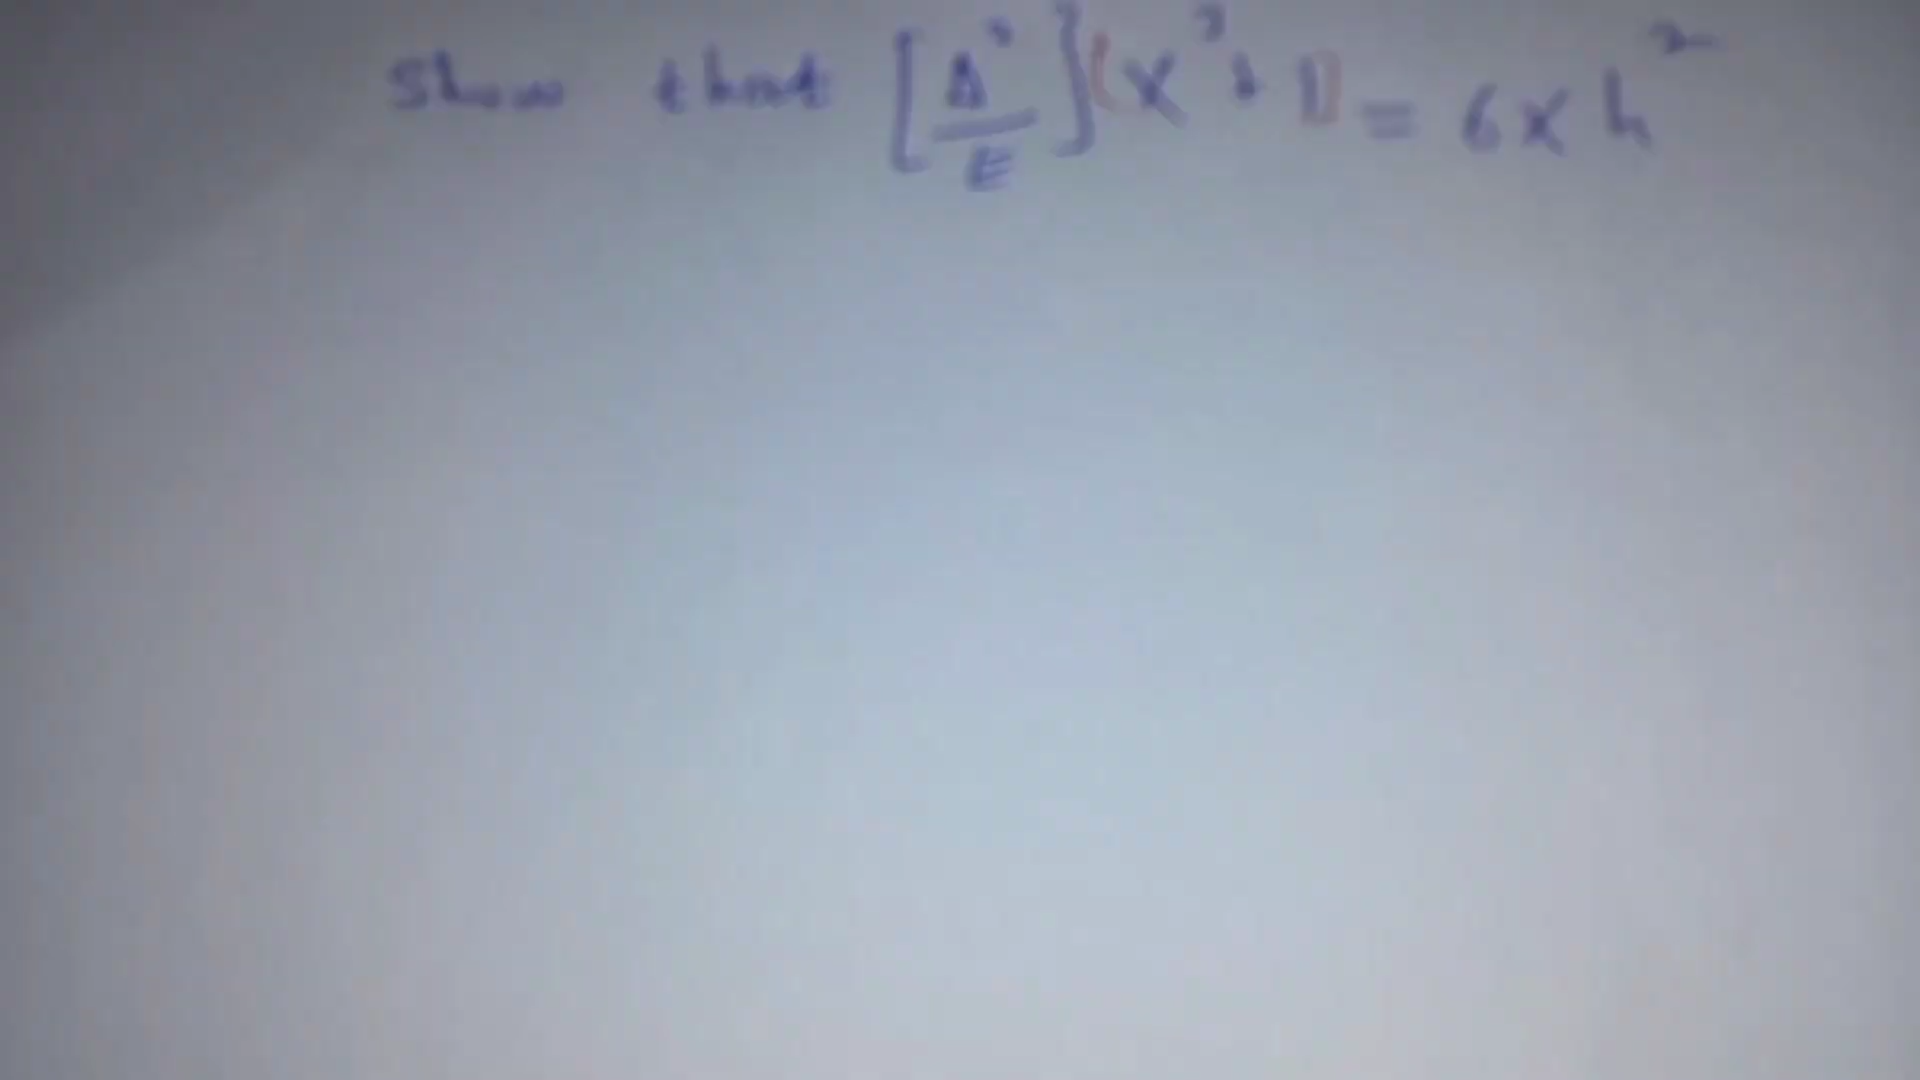 Show that [Δ²/E](x³+1) = 6xh²